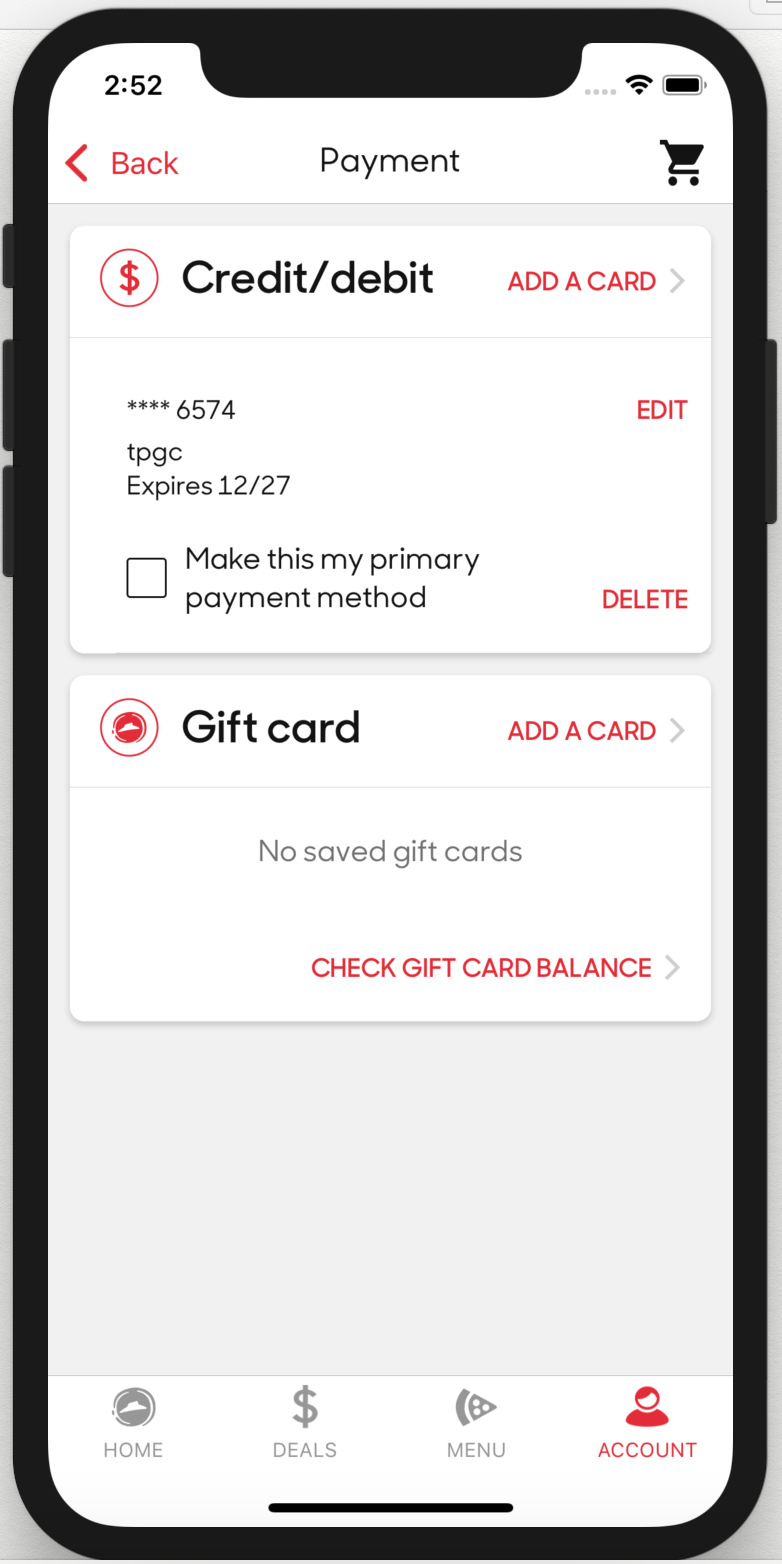 2:52
Back
Payment
$ Credit/debit
ADD A CARD
**** 6574
EDIT
tpgc
Expires 12/27
Make this my primary
payment method
DELETE
Gift card
ADD A CARD
No saved gift cards
CHECK GIFT CARD BALANCE
$
HOME
DEALS
MENU
ACCOUNT